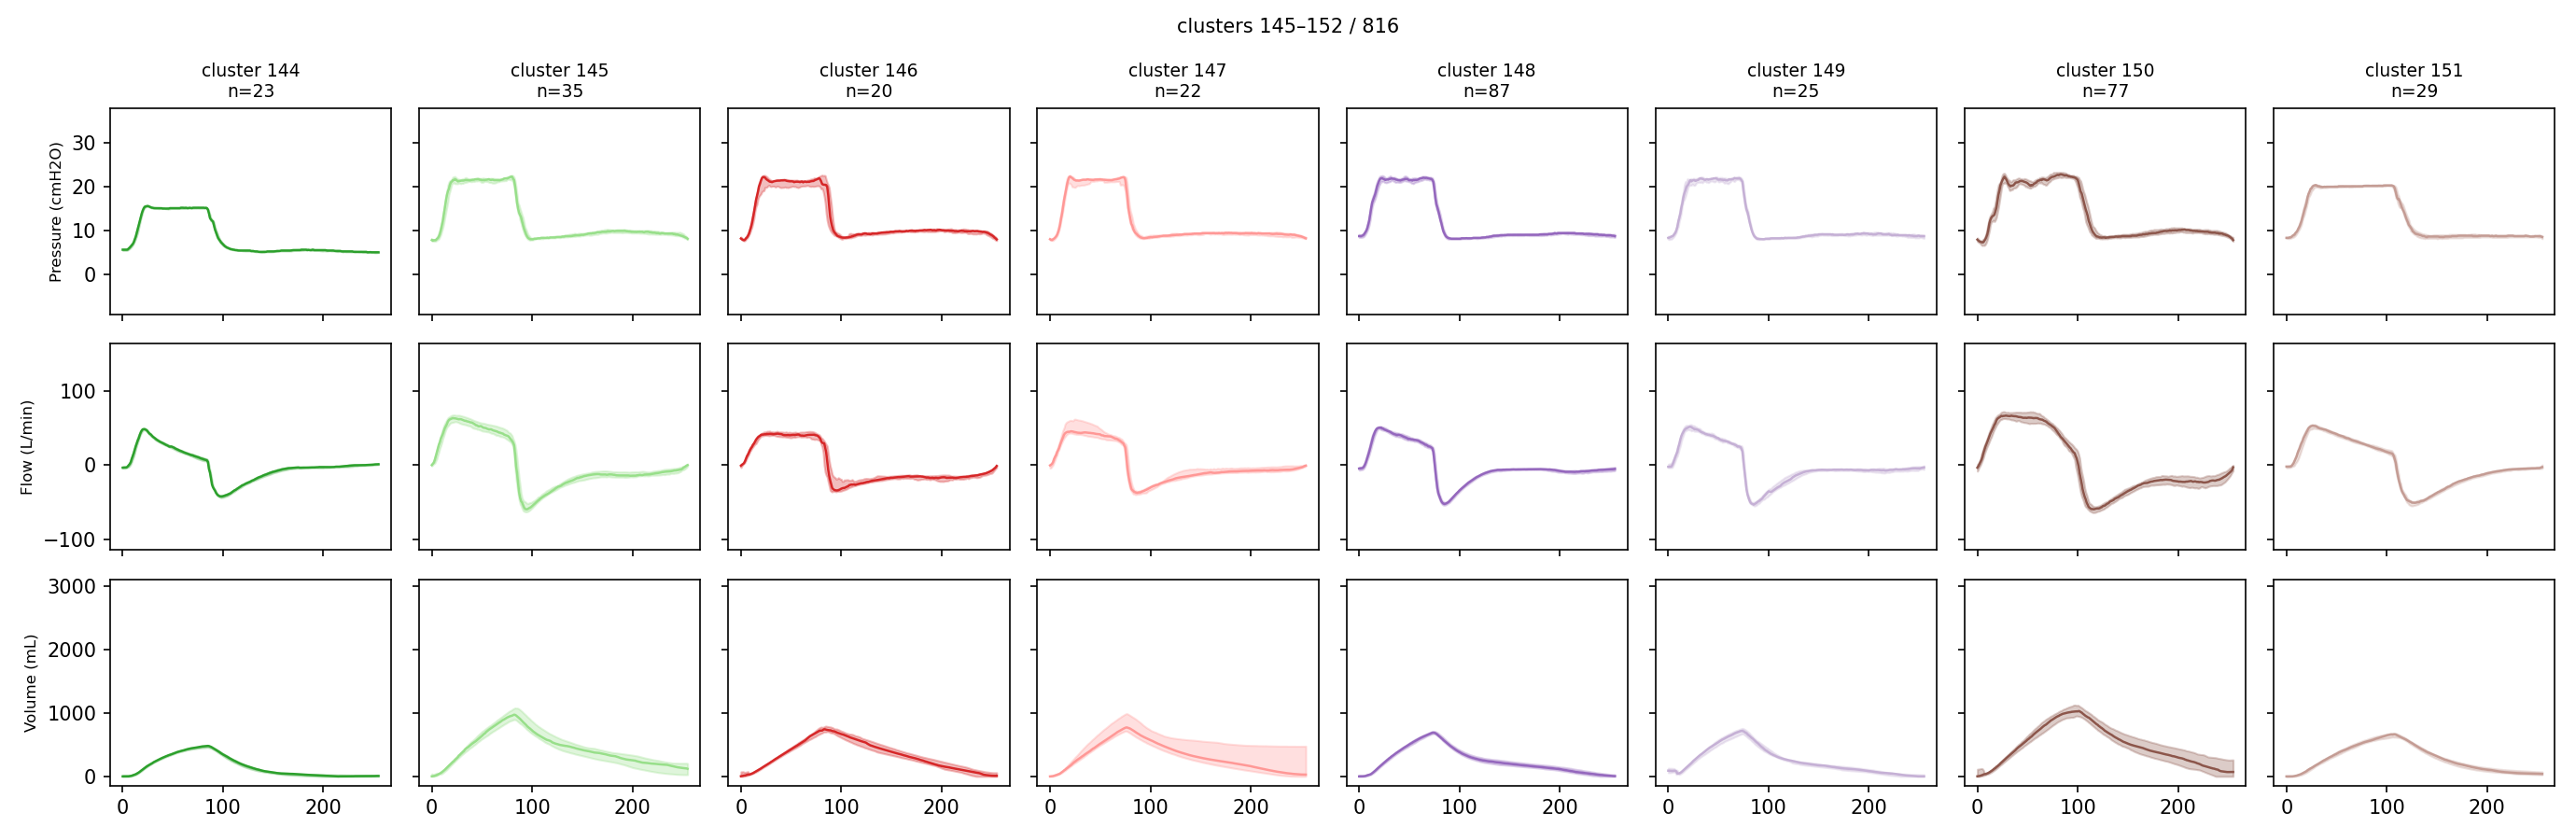 clusters 145–152 / 816
cluster 144
n=23
cluster 145
n=35
cluster 146
n=20
cluster 147
n=22
cluster 148
n=87
cluster 149
n=25
cluster 150
n=77
cluster 151
n=29
Pressure (cmH2O)
30
20
10
0
Flow (L/min)
100
0
−100
Volume (mL)
3000
2000
1000
0
0 100 200
0 100 200
0 100 200
0 100 200
0 100 200
0 100 200
0 100 200
0 100 200